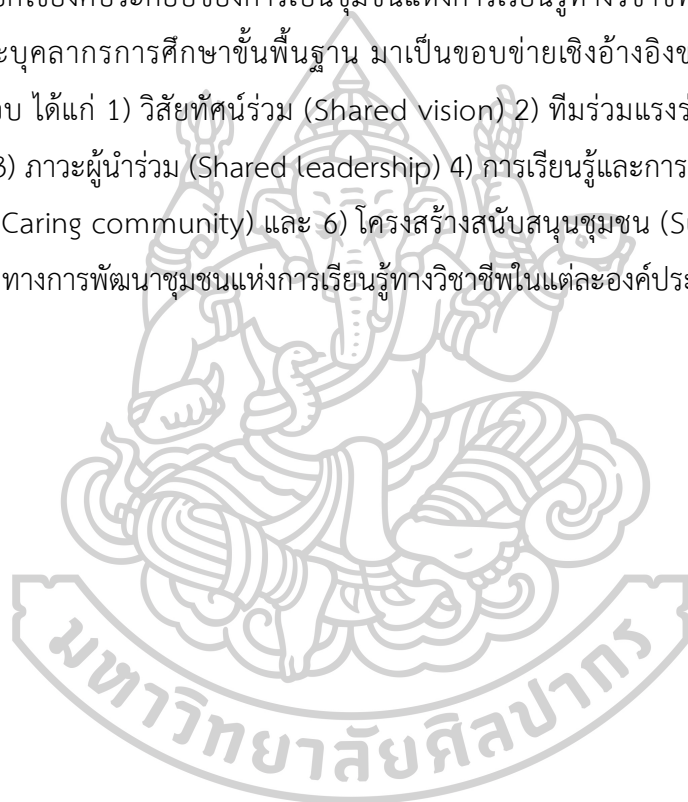 ะบุคลากรการศึกษาขั้นพื้นฐาน มาเป็นขอบข่ายเชิงอ้างอิงข
บ ได้แก่ 1) วิสัยทัศน์ร่วม (Shared vision) 2) ทีมร่วมแรงร่
3) ภาวะผู้นำร่วม (Shared leadership) 4) การเรียนรู้และการ
Caring community) และ 6) โครงสร้างสนับสนุนชุมชน (S
ทางการพัฒนาชุมชนแห่งการเรียนรู้ทางวิชาชีพในแต่ละองค์ประ
มหาวิทยาลัยศิลปากร